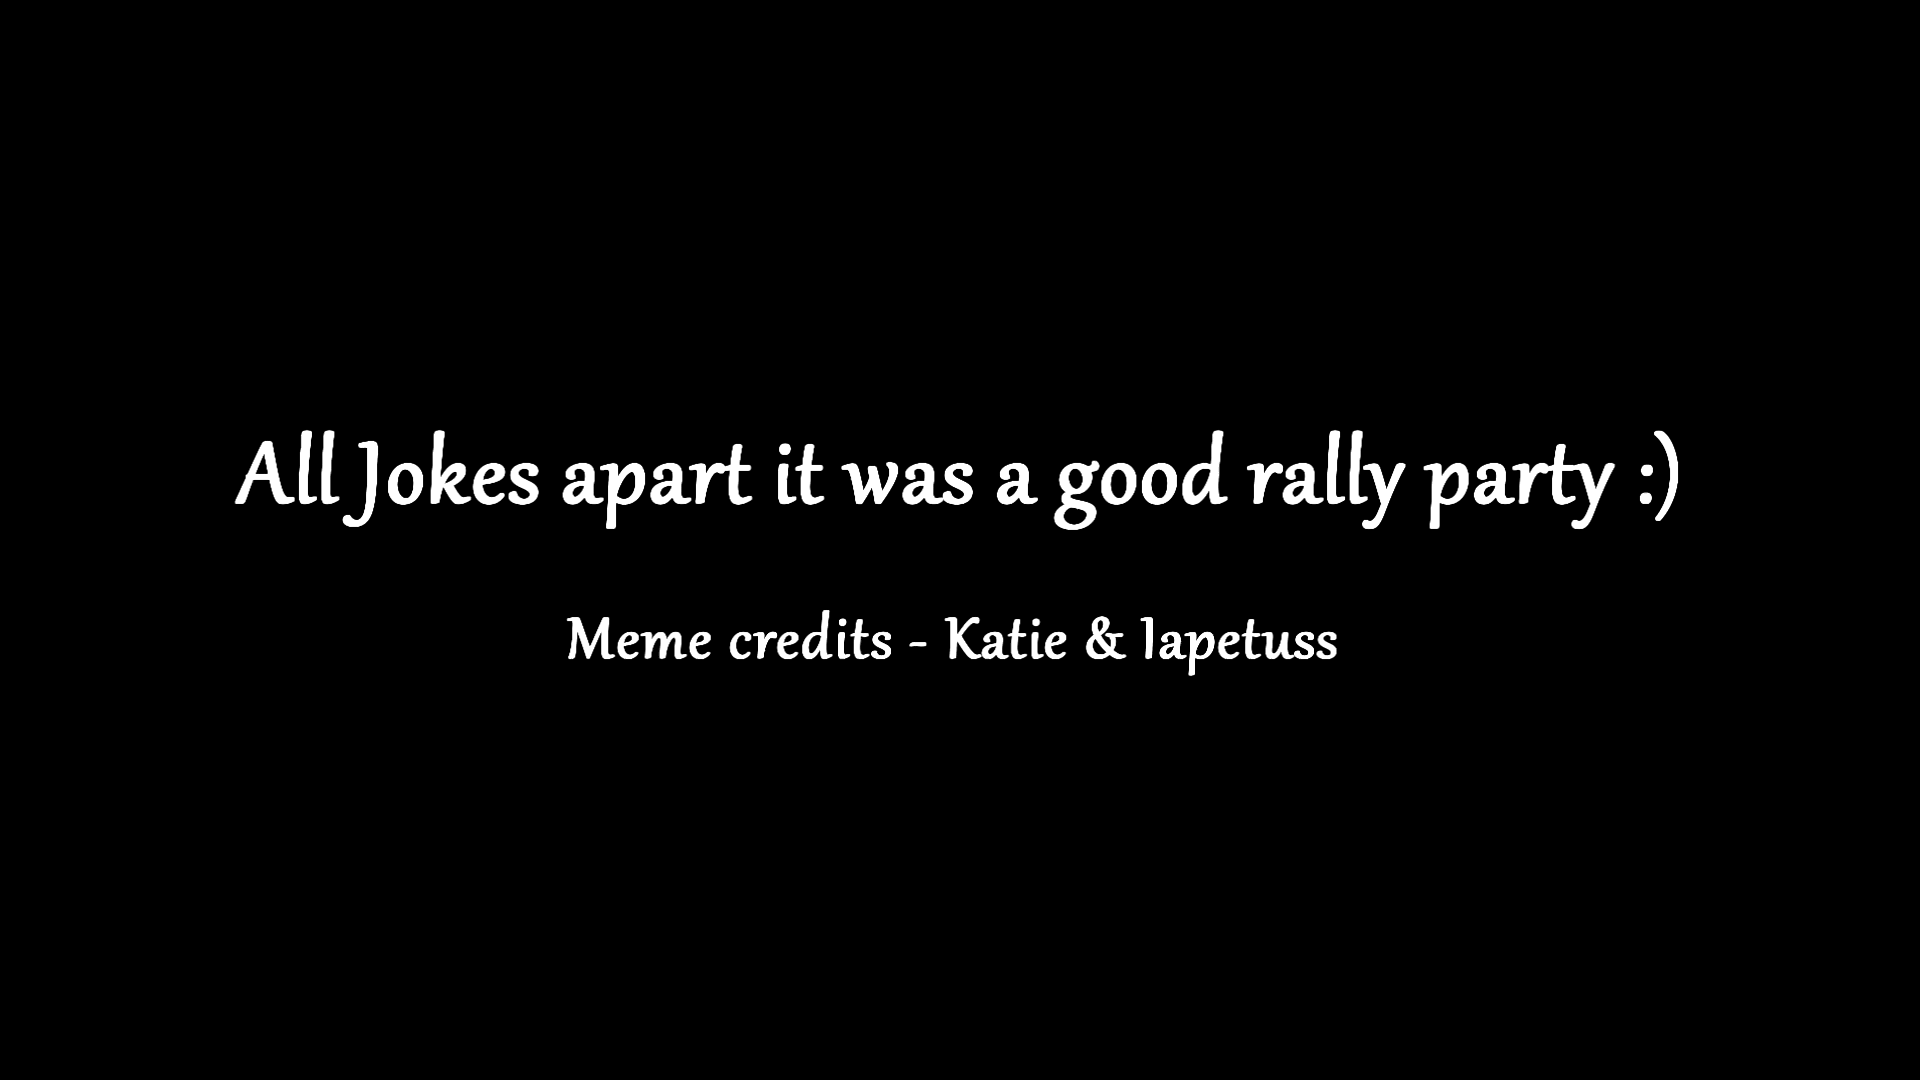 All Jokes apart it was a good rally party :)
Meme credits - Katie & Iapetuss